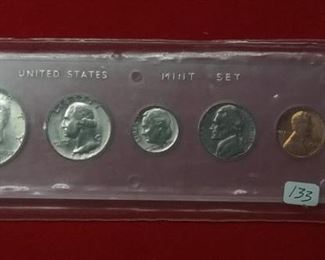 UNITED STATES MINT SET
133